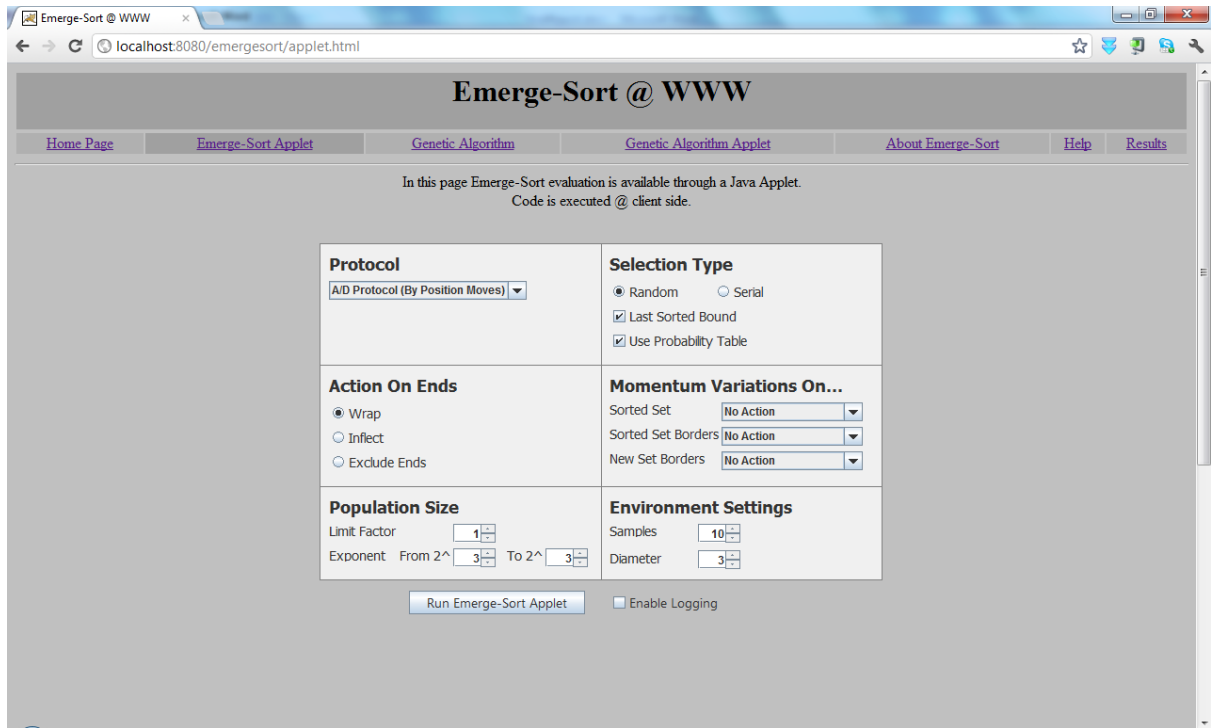 Emerge-Sort @ WWW
localhost:8080/emergesort/applet.html
Emerge-Sort @ WWW
Home Page Emerge-Sort Applet Genetic Algorithm Genetic Algorithm Applet About Emerge-Sort Help Results
In this page Emerge-Sort evaluation is available through a Java Applet.
Code is executed @ client side.
Protocol
A/D Protocol (By Position Moves)
Selection Type
Random Serial
Last Sorted Bound
Use Probability Table
Action On Ends
Wrap
Inflect
Exclude Ends
Momentum Variations On...
Sorted Set No Action
Sorted Set Borders No Action
New Set Borders No Action
Population Size
Limit Factor 1
Exponent From 2^ 3 To 2^ 3
Environment Settings
Samples 10
Diameter 3
Run Emerge-Sort Applet Enable Logging